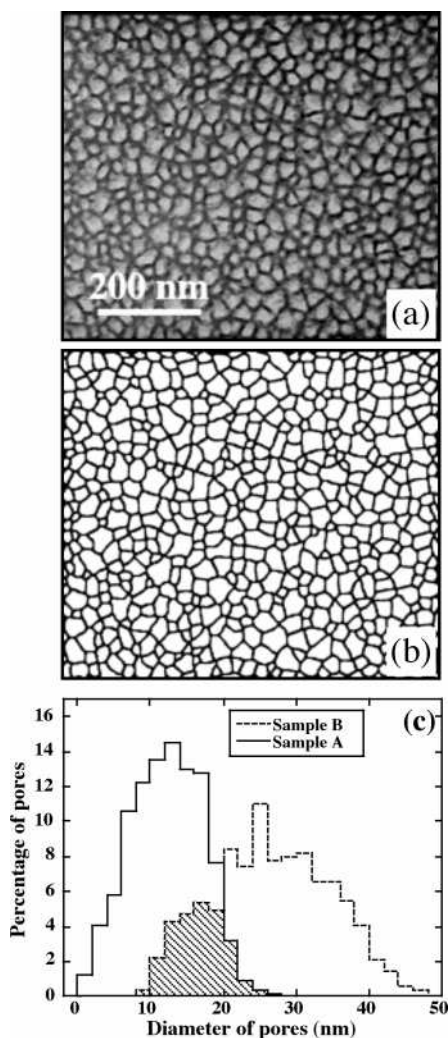 200 nm
(a)
(b)
(c)
Sample B
Sample A
Percentage of pores
16
14
12
10
8
6
4
2
0
0 10 20 30 40 50
Diameter of pores (nm)